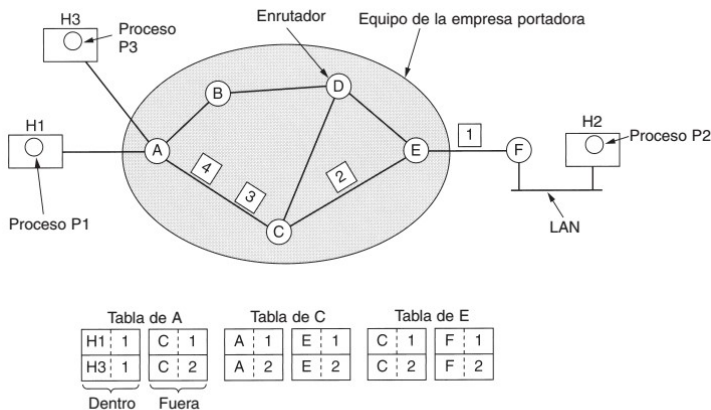 H3
Proceso
P3
Enrutador
Equipo de la empresa portadora
B
D
H1
A
4
3
2
E
1
F
H2
Proceso P2
Proceso P1
C
LAN
Tabla de A
Tabla de C
Tabla de E
H1 1 C 1 A 1 E 1 C 1 F 1
H3 1 C 2 A 2 E 2 C 2 F 2
Dentro Fuera